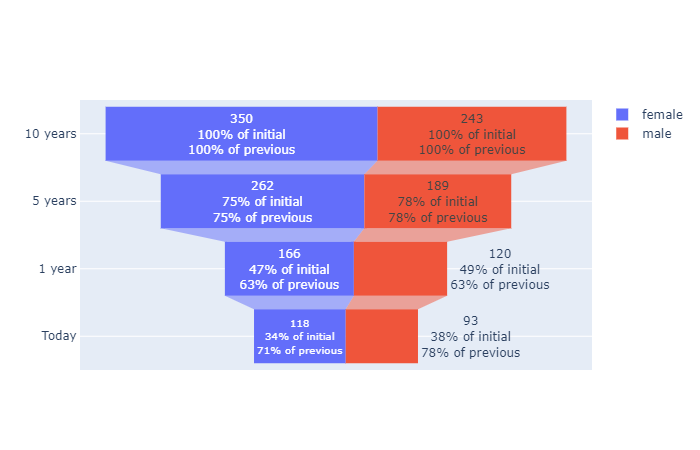 10 years
350
100% of initial
100% of previous
243
100% of initial
100% of previous
5 years
262
75% of initial
75% of previous
189
78% of initial
78% of previous
1 year
166
47% of initial
63% of previous
120
49% of initial
63% of previous
Today
118
34% of initial
71% of previous
93
38% of initial
78% of previous
female
male